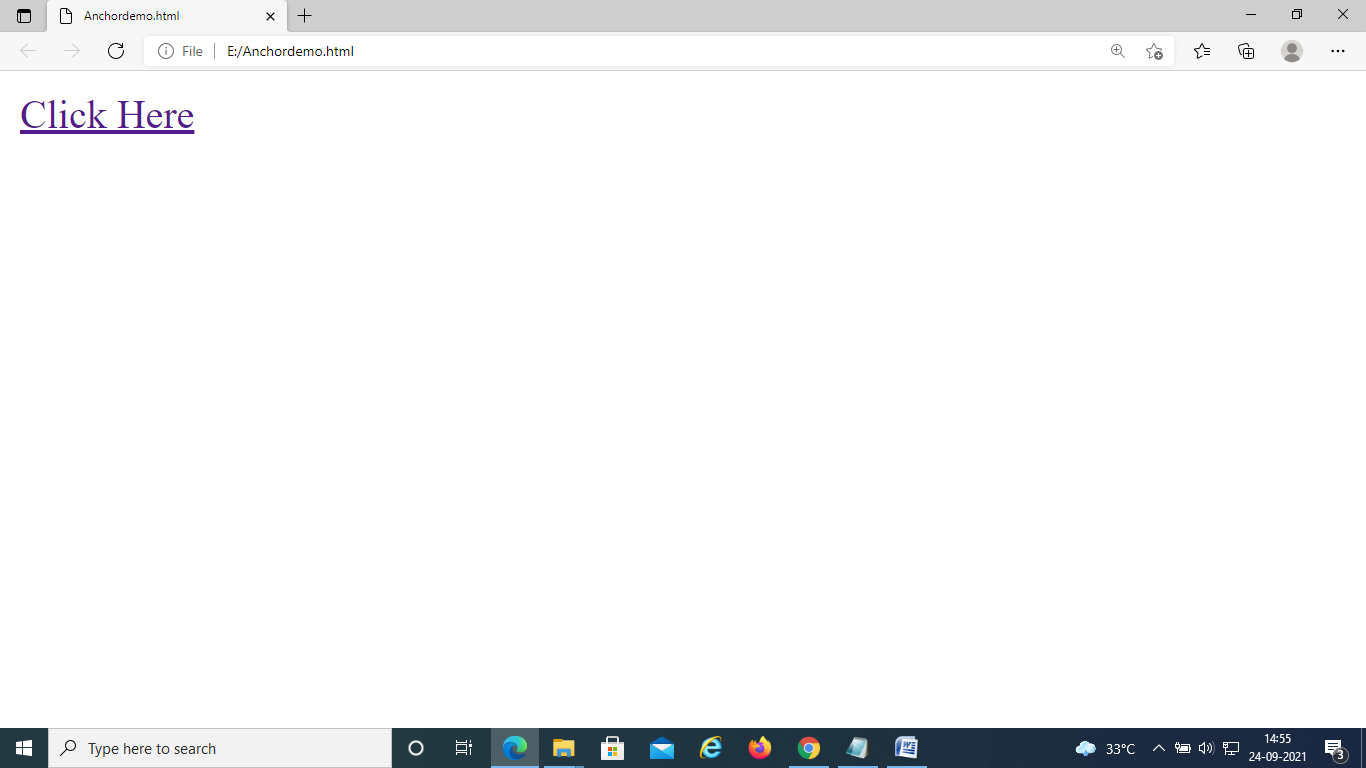 Anchordemo.html
File E:/Anchordemo.html
Click Here
Type here to search
33°C
14:55
24-09-2021
3